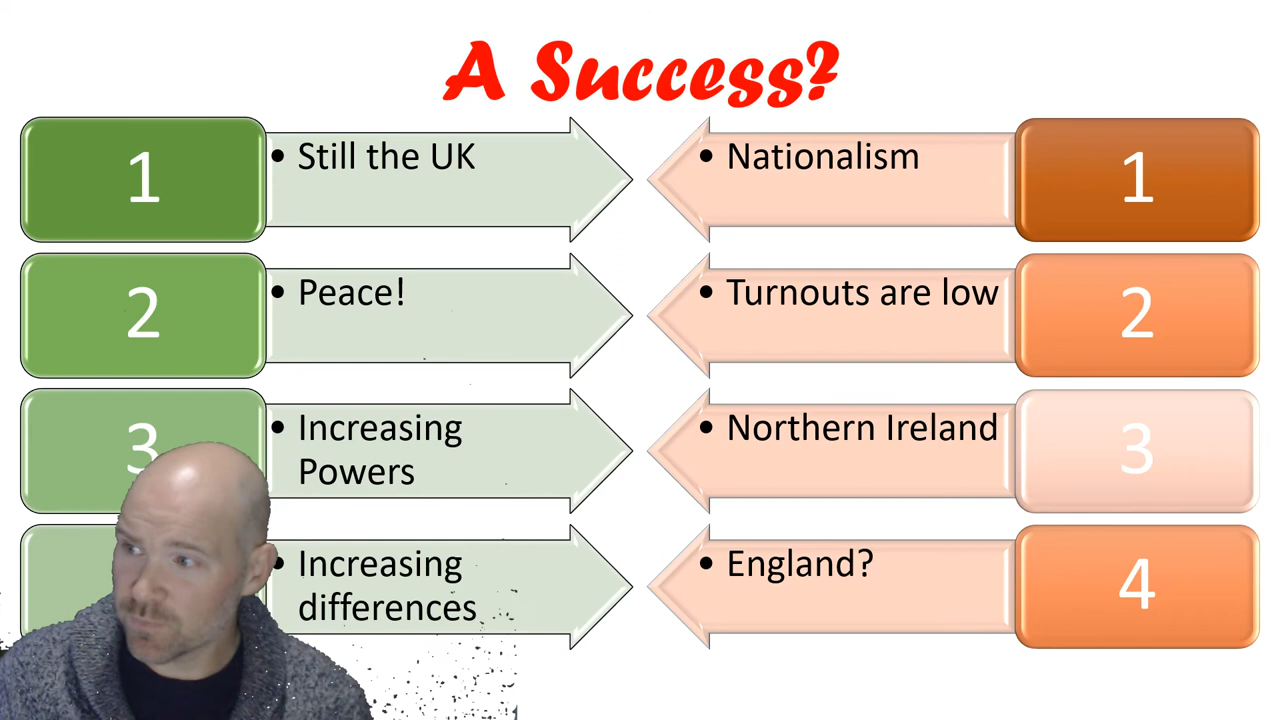 A Success?
1
• Still the UK
• Nationalism
1
2
• Peace!
• Turnouts are low
2
3
• Increasing
Powers
• Northern Ireland
3
• Increasing
differences
• England?
4